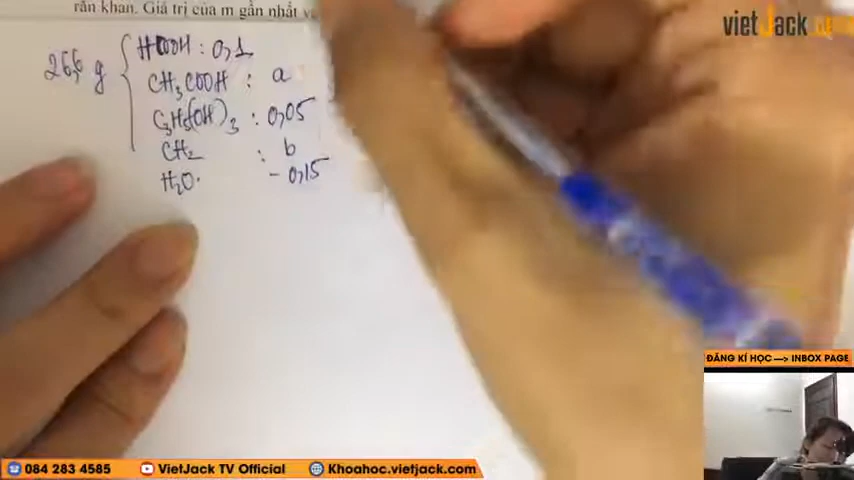 rắn khan. Giá trị của m gần nhất
vietJack.com
26,6 g
HCOOH : 0,1
CH3COOH : a
C3H5(OH)3 : 0,05
CH2 : b
H2O. - 0,15
ĐĂNG KÍ HỌC —> INBOX PAGE
084 283 4585 VietJack TV Official Khoahoc.vietjack.com